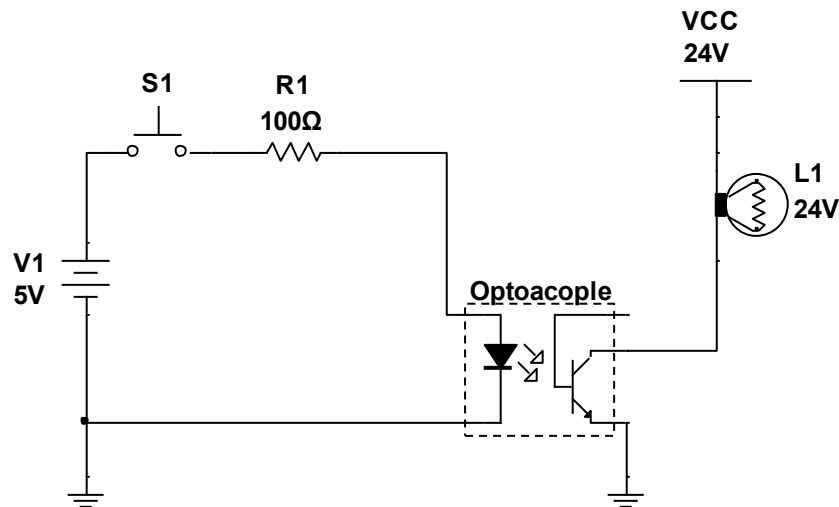 VCC
24V
S1
R1
100Ω
L1
24V
V1
5V
Optoacople